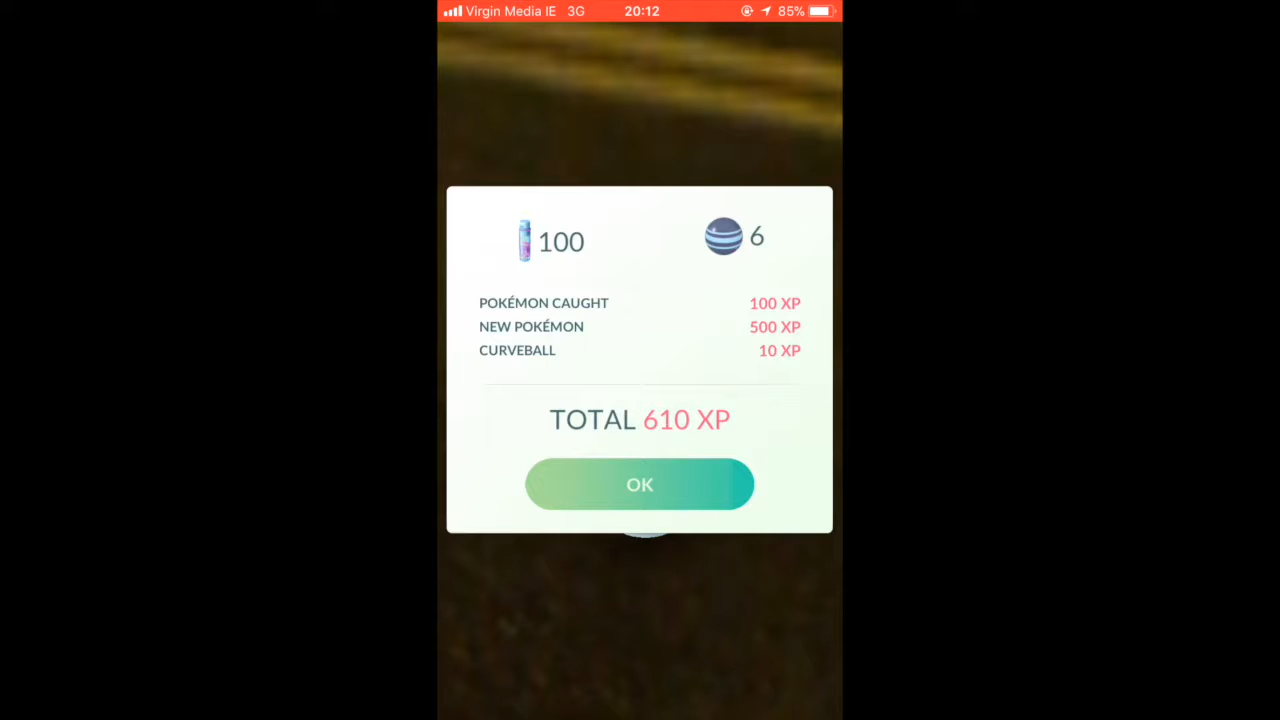 Virgin Media IE 3G 20:12 85%
100 6
POKÉMON CAUGHT 100 XP
NEW POKÉMON 500 XP
CURVEBALL 10 XP
TOTAL 610 XP
OK